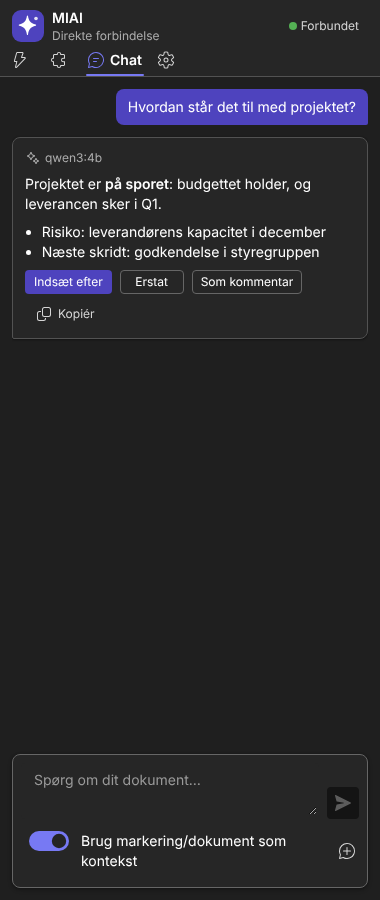 MIAI
Direkte forbindelse
Forbundet
Chat
Hvordan står det til med projektet?
qwen3:4b
Projektet er på sporet: budgettet holder, og
leverancen sker i Q1.
Risiko: leverandørens kapacitet i december
Næste skridt: godkendelse i styregruppen
Indsæt efter
Erstat
Som kommentar
Kopiér
Spørg om dit dokument...
Brug markering/dokument som
kontekst